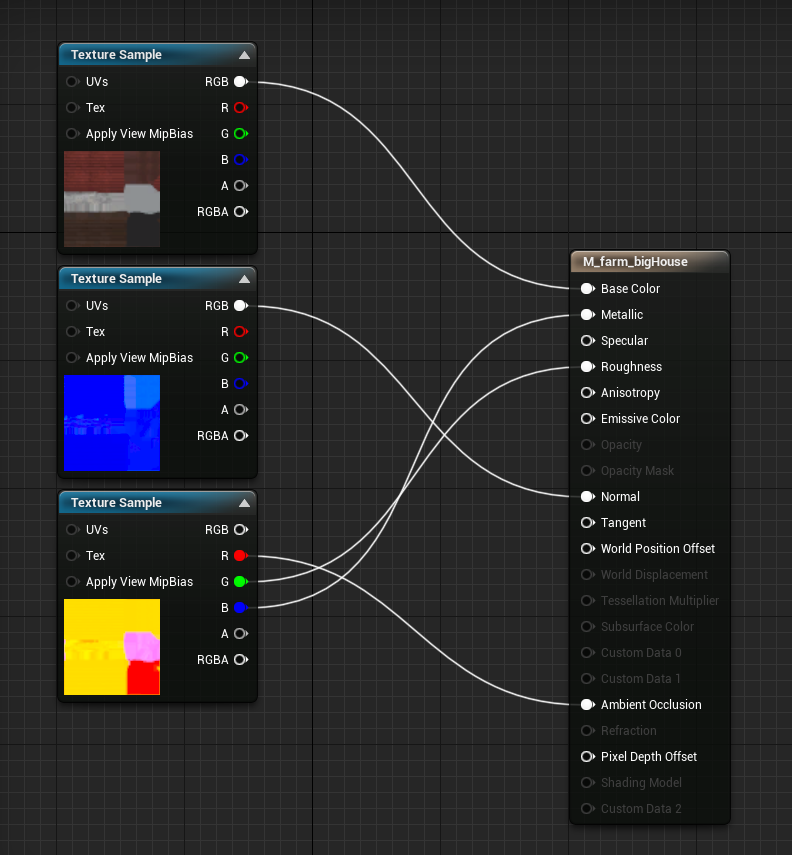 Texture Sample
UVs RGB
Tex R
Apply View MipBias G
B
A
RGBA
Texture Sample
UVs RGB
Tex R
Apply View MipBias G
B
A
RGBA
Texture Sample
UVs RGB
Tex R
Apply View MipBias G
B
A
RGBA
M_farm_bigHouse
Base Color
Metallic
Specular
Roughness
Anisotropy
Emissive Color
Opacity
Opacity Mask
Normal
Tangent
World Position Offset
World Displacement
Tessellation Multiplier
Subsurface Color
Custom Data 0
Custom Data 1
Ambient Occlusion
Refraction
Pixel Depth Offset
Shading Model
Custom Data 2